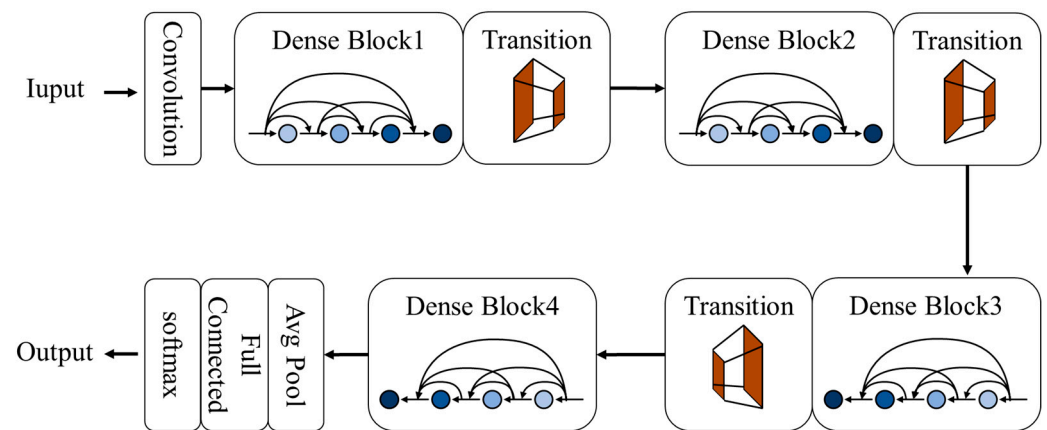 Iuput
Convolution
Dense Block1
Transition
Dense Block2
Transition
Dense Block3
Transition
Dense Block4
Avg Pool
Full
Connected
softmax
Output